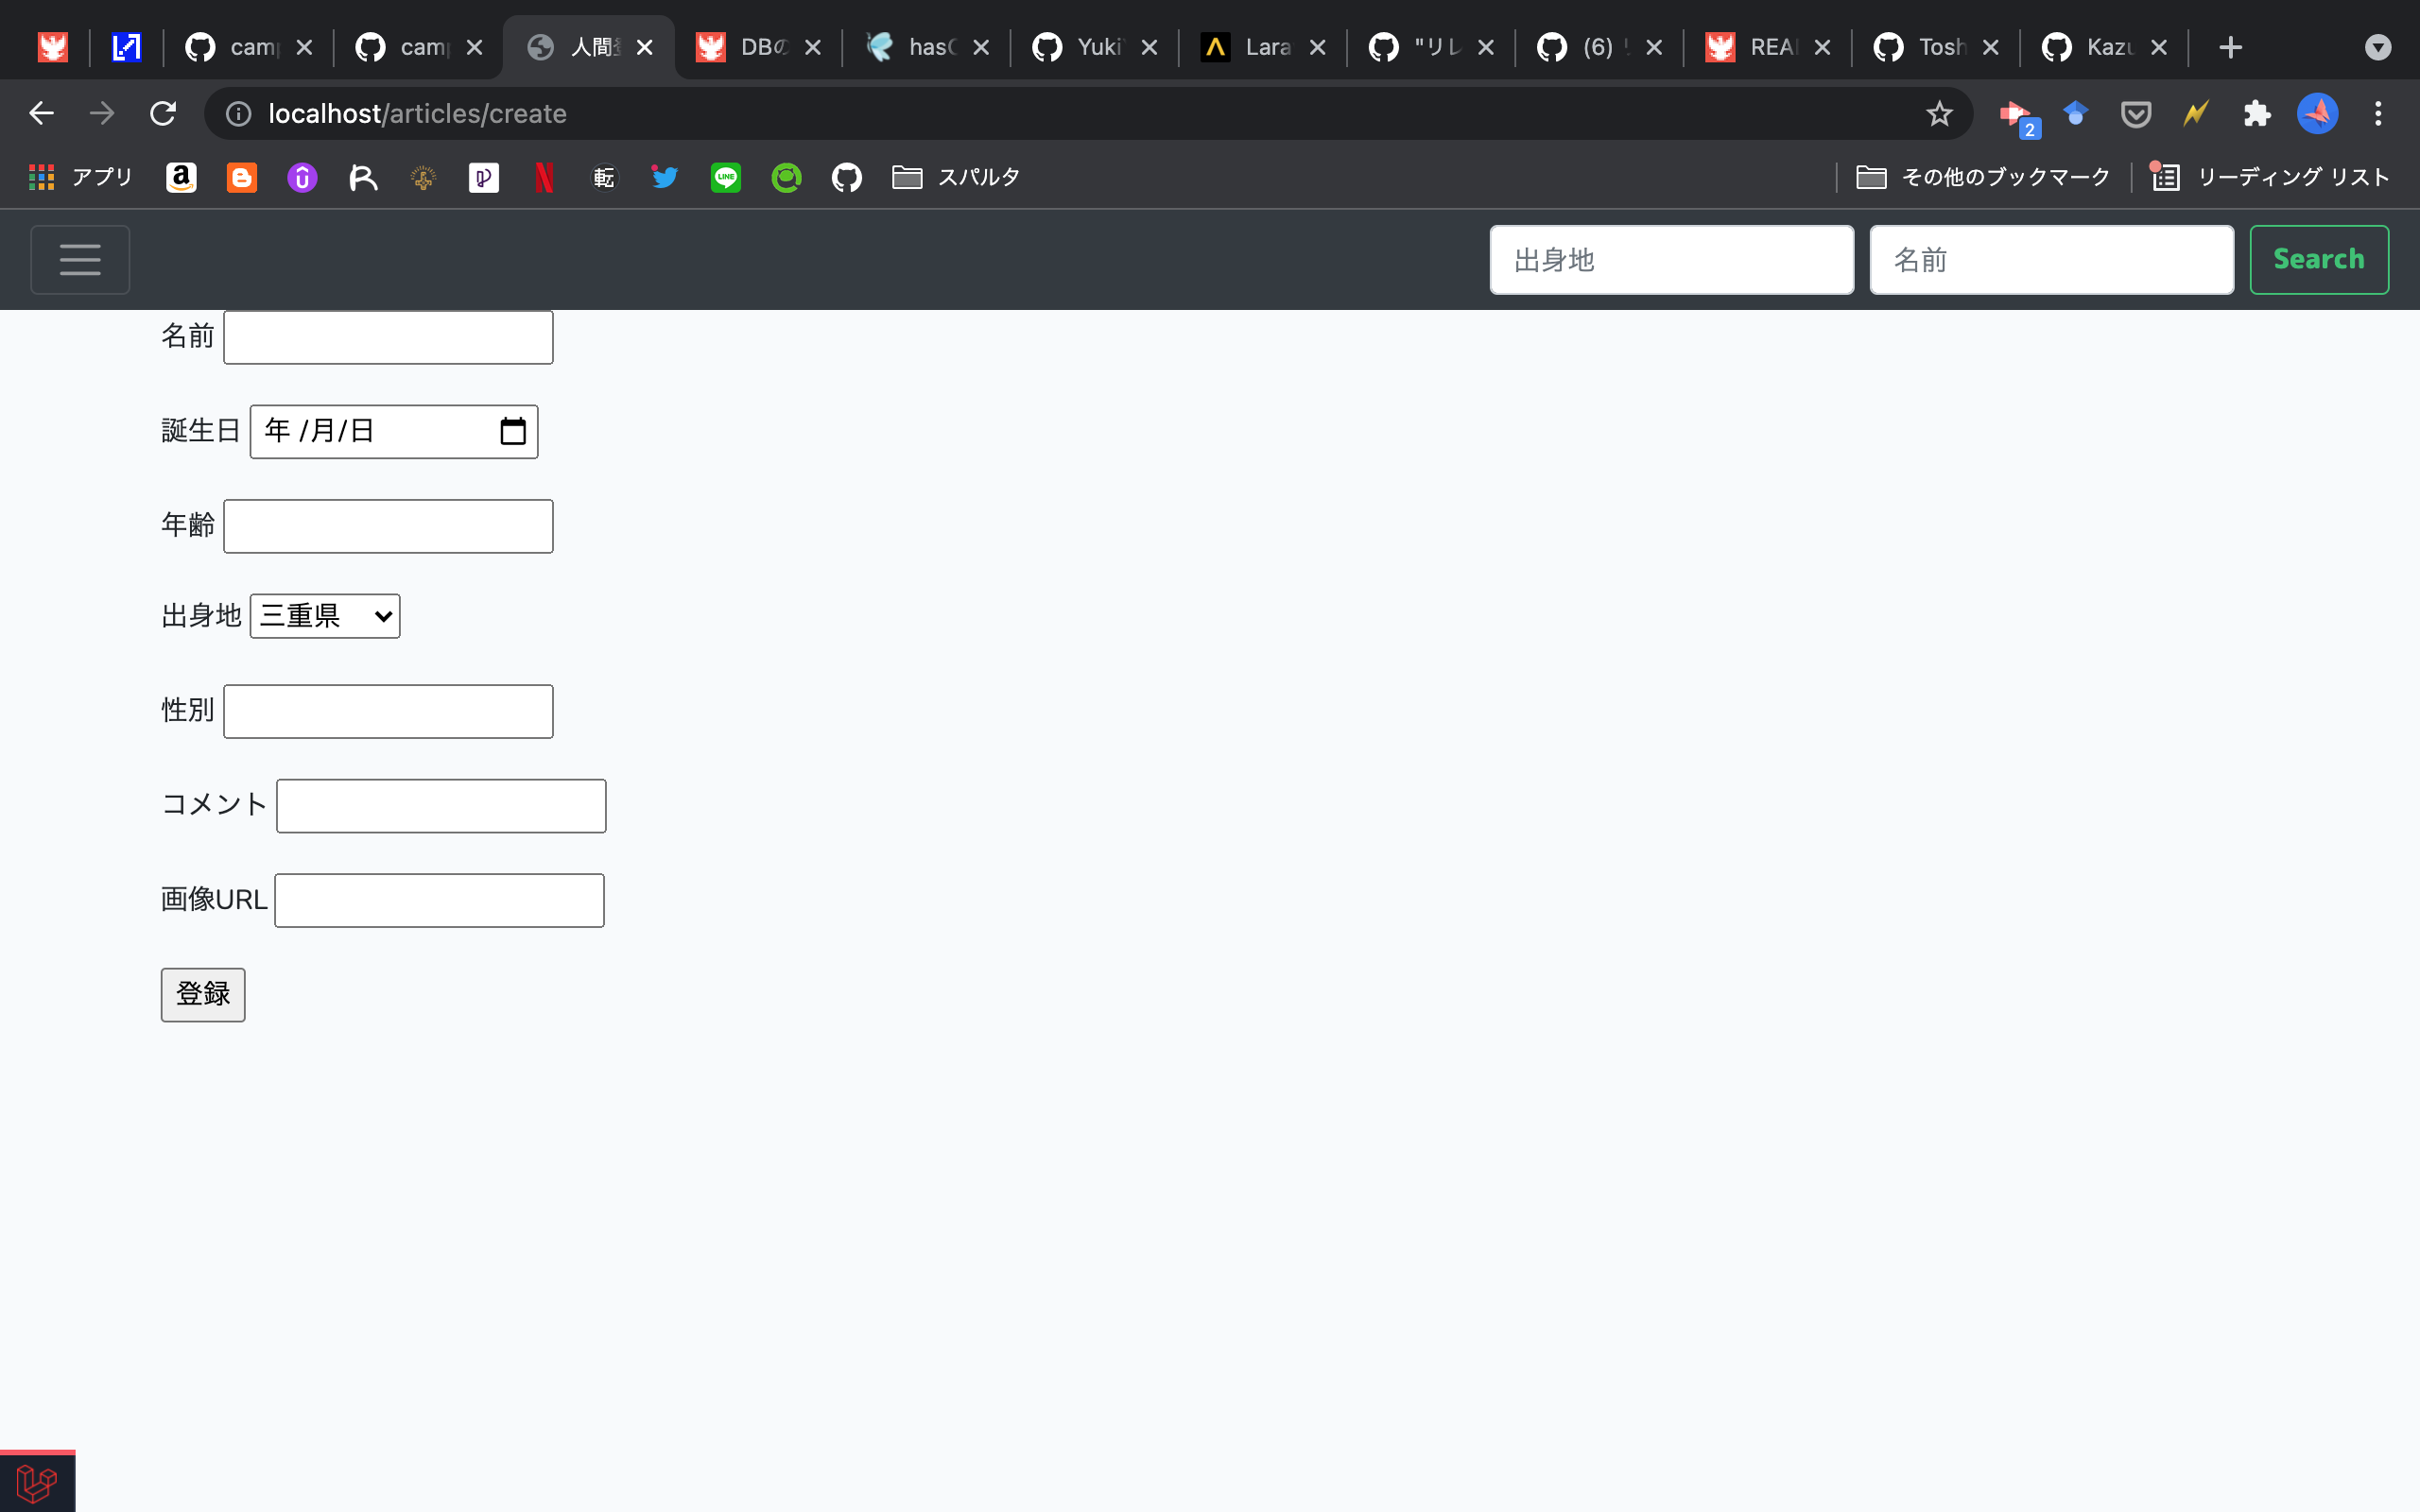 camp camp 人間 DBの hasO Yuki Lara "リレ (6) REA Tosh Kazu
localhost/articles/create
2
アプリ a 転 LINE スパルタ その他のブックマーク リーディング リスト
出身地 名前 Search
名前
誕生日 年 /月/日
年齢
出身地 三重県
性別
コメント
画像URL
登録